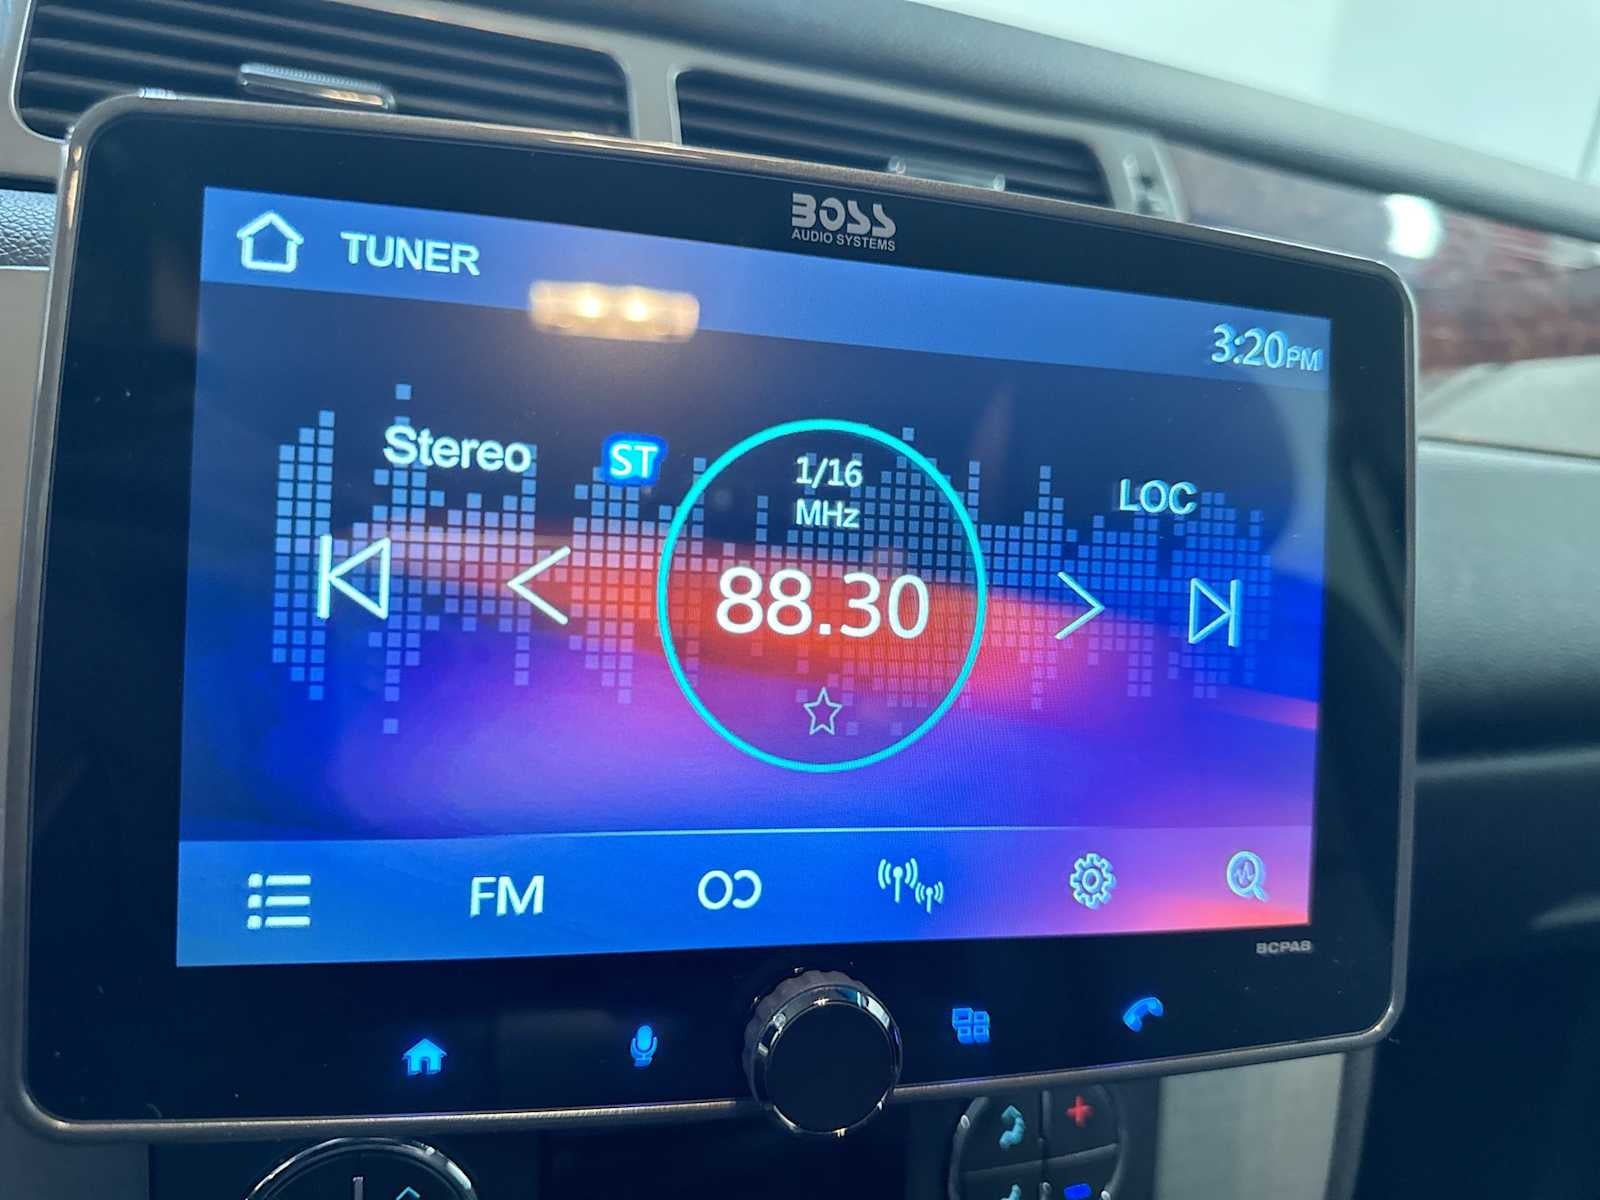 BOSS
AUDIO SYSTEMS
TUNER
3:20PM
Stereo
ST
1/16
MHz
LOC
88.30
FM
BCPA8